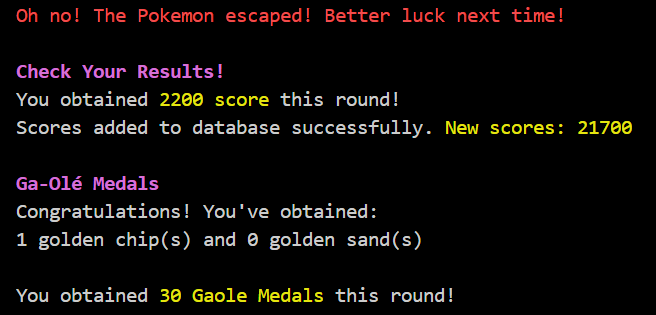 Oh no! The Pokemon escaped! Better luck next time!
Check Your Results!
You obtained 2200 score this round!
Scores added to database successfully. New scores: 21700
Ga-Olé Medals
Congratulations! You've obtained:
1 golden chip(s) and 0 golden sand(s)
You obtained 30 Gaole Medals this round!